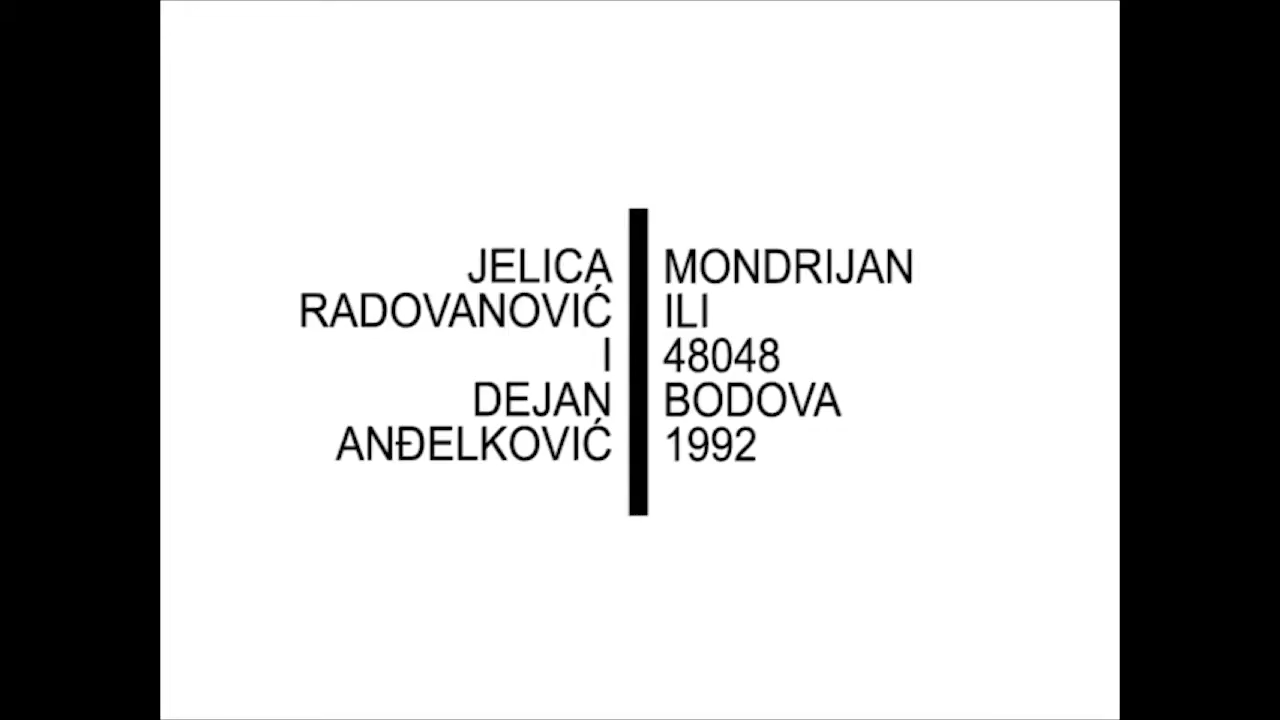 JELICA
RADOVANOVIĆ
I
DEJAN
ANĐELKOVIĆ
MONDRIJAN
ILI
48048
BODOVA
1992